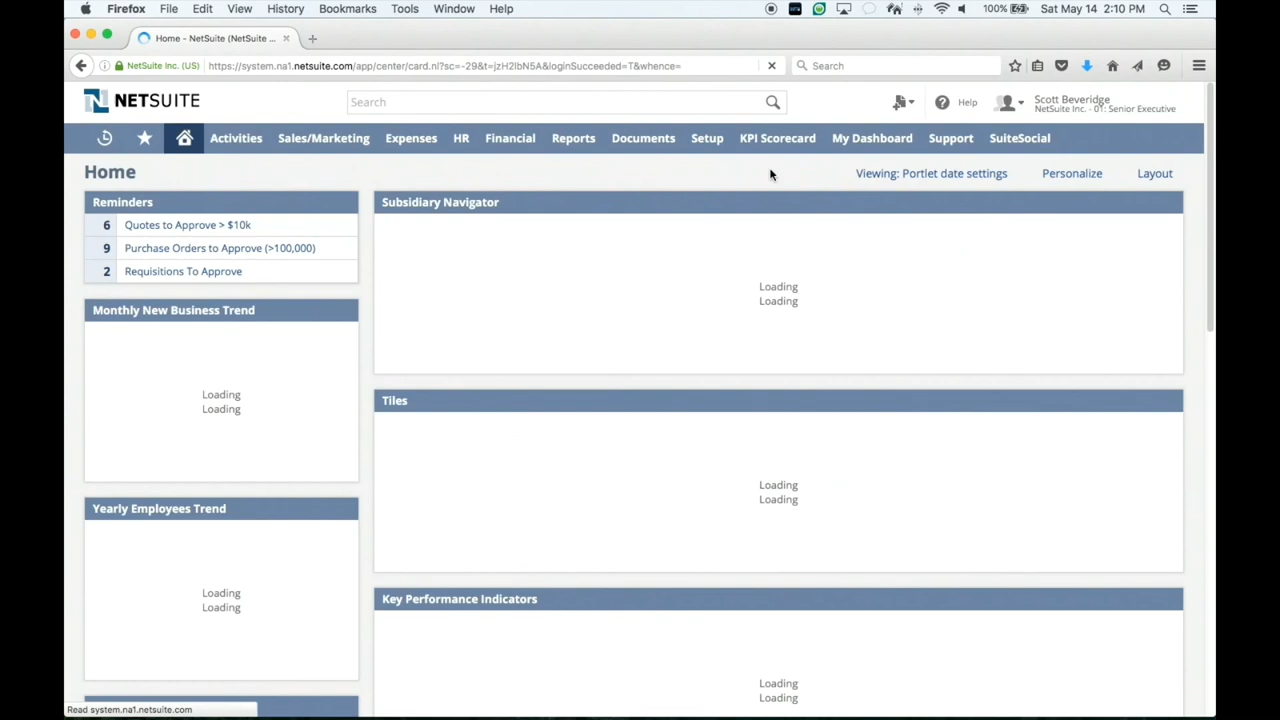 Firefox File Edit View History Bookmarks Tools Window Help 100% Sat May 14 2:10 PM
Home - NetSuite (NetSuite ...
NetSuite Inc. (US) https://system.na1.netsuite.com/app/center/card.nl?sc=-29&t=jzH2IbN5A&loginSucceeded=T&whence= Search
NETSUITE Search Help Scott Beveridge
NetSuite Inc. - 01: Senior Executive
Activities Sales/Marketing Expenses HR Financial Reports Documents Setup KPI Scorecard My Dashboard Support SuiteSocial
Home Viewing: Portlet date settings Personalize Layout
Reminders
6 Quotes to Approve > $10k
9 Purchase Orders to Approve (>100,000)
2 Requisitions To Approve
Monthly New Business Trend
Loading
Loading
Yearly Employees Trend
Loading
Loading
Subsidiary Navigator
Loading
Loading
Tiles
Loading
Loading
Key Performance Indicators
Loading
Loading
Read system.na1.netsuite.com